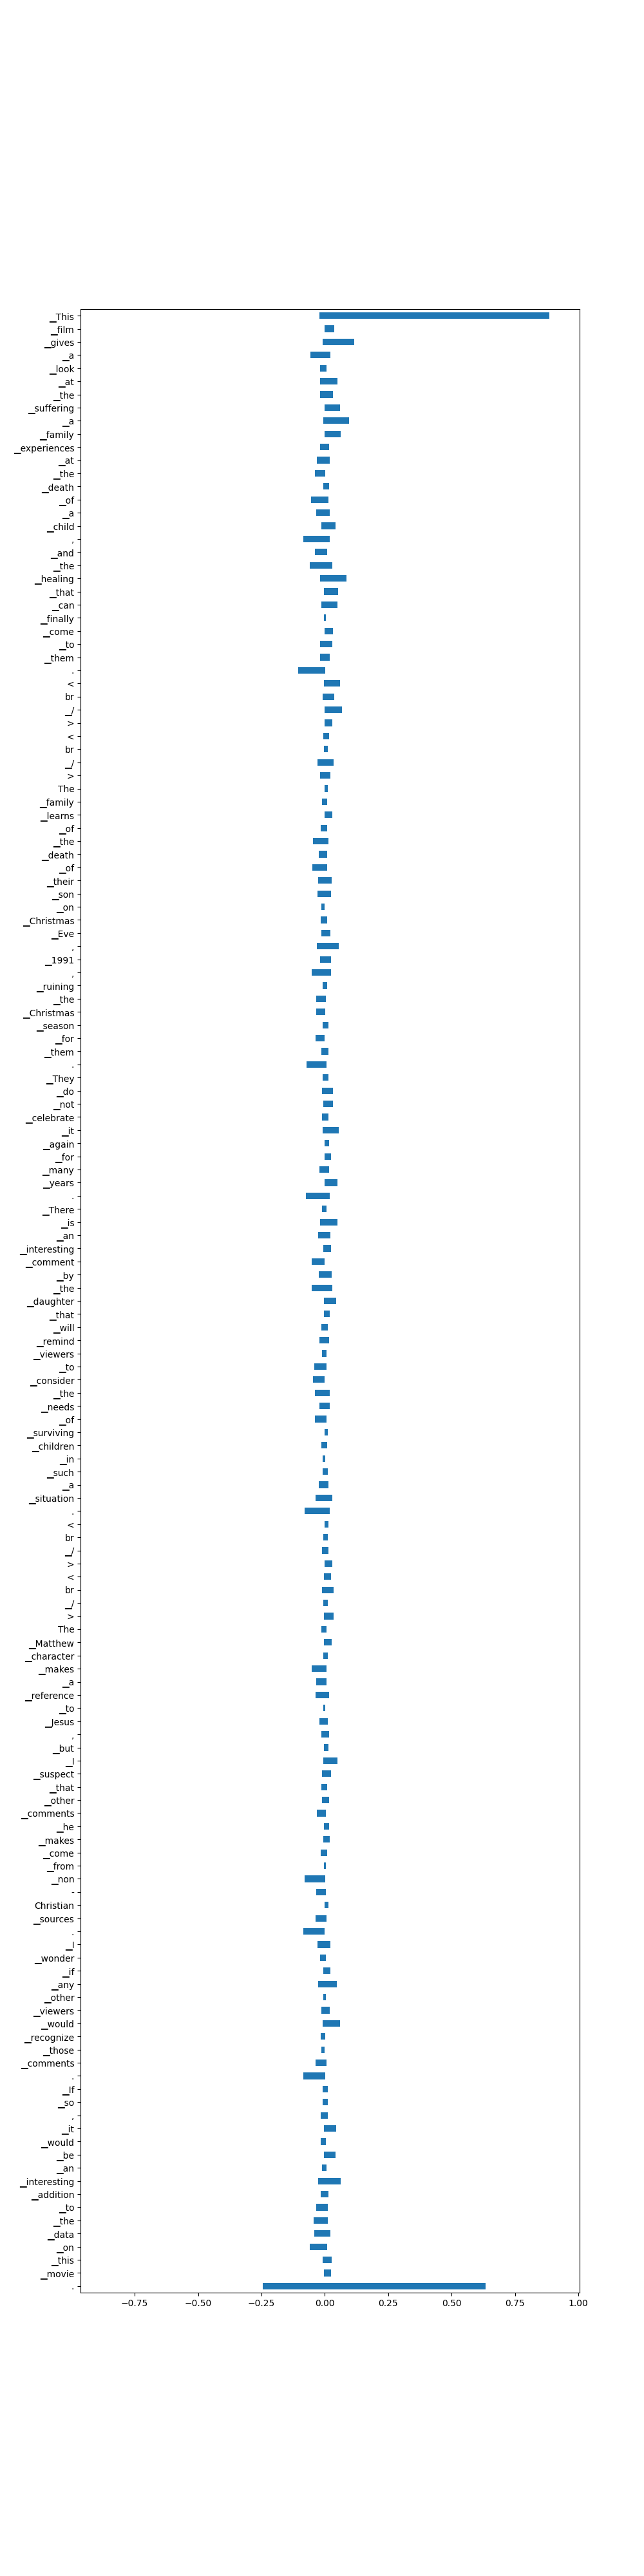 ▁This
▁film
▁gives
▁a
▁look
▁at
▁the
▁suffering
▁a
▁family
▁experiences
▁at
▁the
▁death
▁of
▁a
▁child
,
▁and
▁the
▁healing
▁that
▁can
▁finally
▁come
▁to
▁them
.
<
br
▁/
>
<
br
▁/
>
The
▁family
▁learns
▁of
▁the
▁death
▁of
▁their
▁son
▁on
▁Christmas
▁Eve
,
▁1991
,
▁ruining
▁the
▁Christmas
▁season
▁for
▁them
.
▁They
▁do
▁not
▁celebrate
▁it
▁again
▁for
▁many
▁years
.
▁There
▁is
▁an
▁interesting
▁comment
▁by
▁the
▁daughter
▁that
▁will
▁remind
▁viewers
▁to
▁consider
▁the
▁needs
▁of
▁surviving
▁children
▁in
▁such
▁a
▁situation
.
<
br
▁/
>
<
br
▁/
>
The
▁Matthew
▁character
▁makes
▁a
▁reference
▁to
▁Jesus
,
▁but
▁I
▁suspect
▁that
▁other
▁comments
▁he
▁makes
▁come
▁from
▁non
-
Christian
▁sources
.
▁I
▁wonder
▁if
▁any
▁other
▁viewers
▁would
▁recognize
▁those
▁comments
.
▁If
▁so
,
▁it
▁would
▁be
▁an
▁interesting
▁addition
▁to
▁the
▁data
▁on
▁this
▁movie
.
−0.75 −0.50 −0.25 0.00 0.25 0.50 0.75 1.00